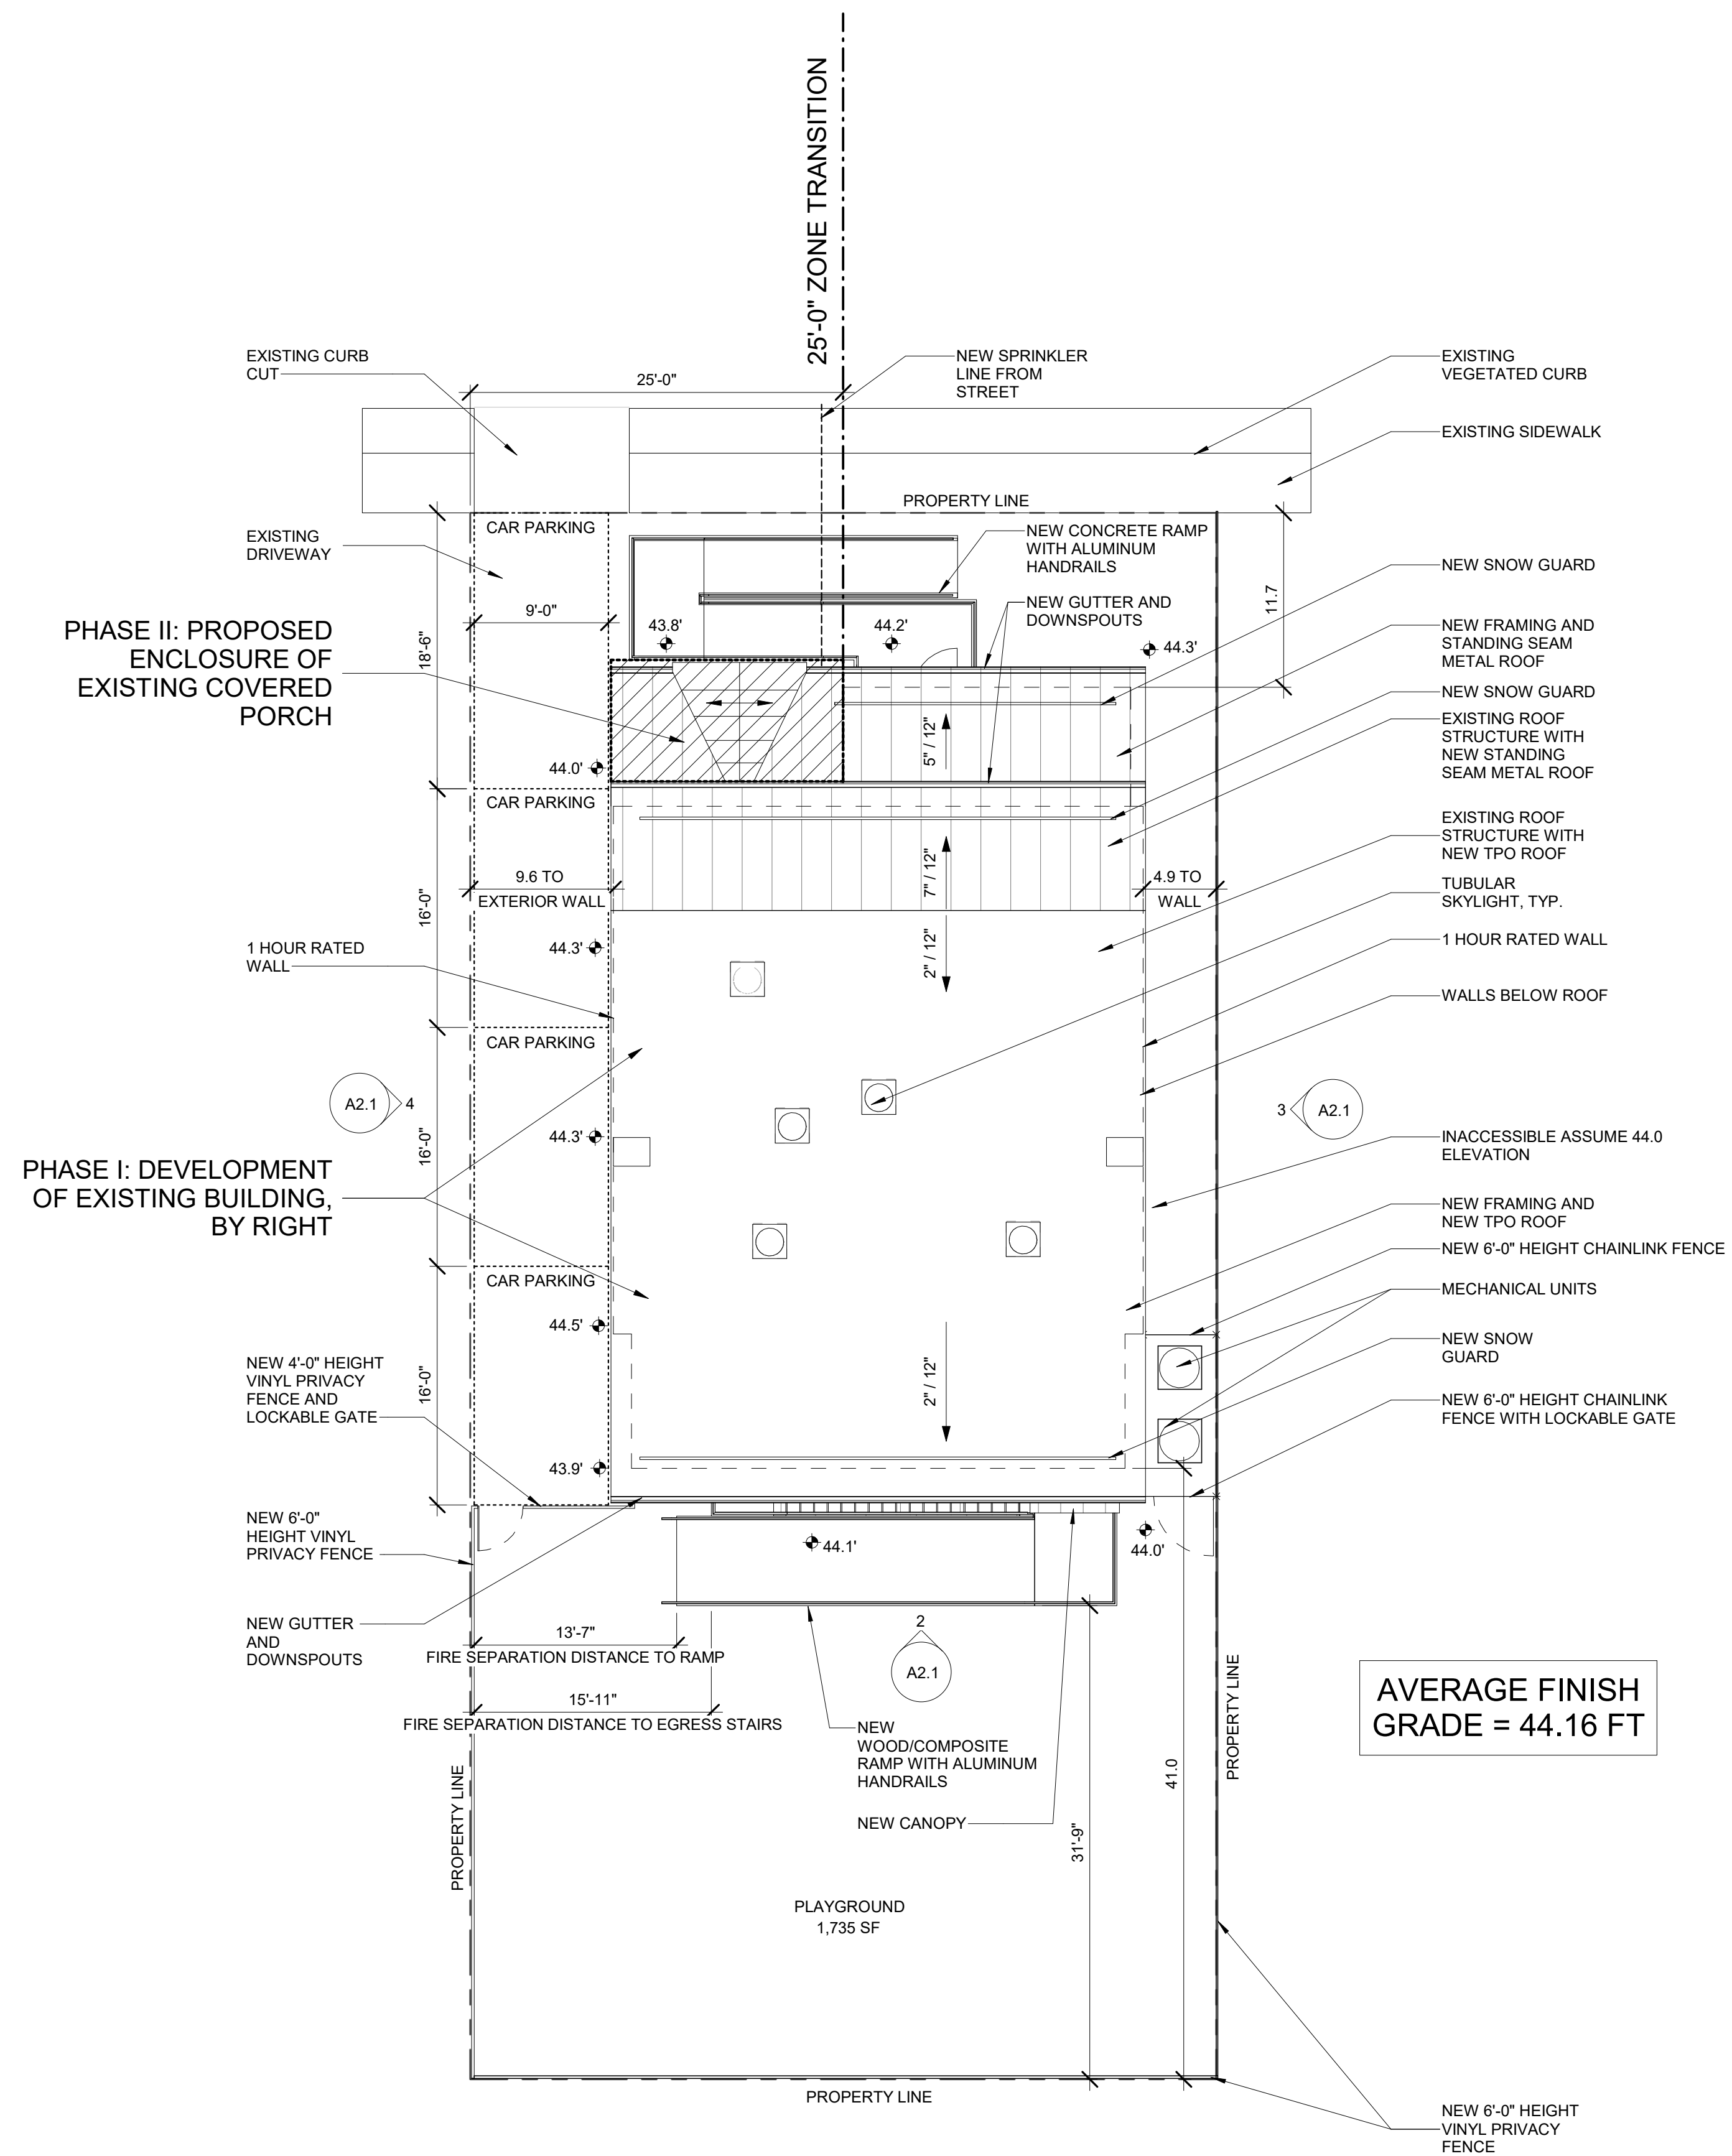 25'-0" ZONE TRANSITION
EXISTING CURB
CUT
25'-0"
NEW SPRINKLER
LINE FROM
STREET
EXISTING
VEGETATED CURB
EXISTING SIDEWALK
PROPERTY LINE
CAR PARKING
EXISTING
DRIVEWAY
NEW CONCRETE RAMP
WITH ALUMINUM
HANDRAILS
NEW SNOW GUARD
11.7
9'-0"
NEW GUTTER AND
DOWNSPOUTS
PHASE II: PROPOSED
ENCLOSURE OF
EXISTING COVERED
PORCH
18'-6"
43.8'
44.2'
44.3'
NEW FRAMING AND
STANDING SEAM
METAL ROOF
NEW SNOW GUARD
EXISTING ROOF
STRUCTURE WITH
NEW STANDING
SEAM METAL ROOF
5" / 12"
44.0'
CAR PARKING
EXISTING ROOF
STRUCTURE WITH
NEW TPO ROOF
16'-0"
9.6 TO
EXTERIOR WALL
7" / 12"
4.9 TO
WALL
TUBULAR
SKYLIGHT, TYP.
1 HOUR RATED
WALL
44.3'
2" / 12"
1 HOUR RATED WALL
WALLS BELOW ROOF
CAR PARKING
A2.1
4
3
A2.1
44.3'
16'-0"
INACCESSIBLE ASSUME 44.0
ELEVATION
PHASE I: DEVELOPMENT
OF EXISTING BUILDING,
BY RIGHT
NEW FRAMING AND
NEW TPO ROOF
NEW 6'-0" HEIGHT CHAINLINK FENCE
CAR PARKING
MECHANICAL UNITS
44.5'
NEW SNOW
GUARD
NEW 4'-0" HEIGHT
VINYL PRIVACY
FENCE AND
LOCKABLE GATE
16'-0"
2" / 12"
NEW 6'-0" HEIGHT CHAINLINK
FENCE WITH LOCKABLE GATE
43.9'
NEW 6'-0"
HEIGHT VINYL
PRIVACY FENCE
44.1'
44.0'
NEW GUTTER
AND
DOWNSPOUTS
13'-7"
FIRE SEPARATION DISTANCE TO RAMP
2
A2.1
15'-11"
FIRE SEPARATION DISTANCE TO EGRESS STAIRS
NEW
WOOD/COMPOSITE
RAMP WITH ALUMINUM
HANDRAILS
PROPERTY LINE
AVERAGE FINISH
GRADE = 44.16 FT
41.0
NEW CANOPY
31'-9"
PROPERTY LINE
PLAYGROUND
1,735 SF
PROPERTY LINE
NEW 6'-0" HEIGHT
VINYL PRIVACY
FENCE